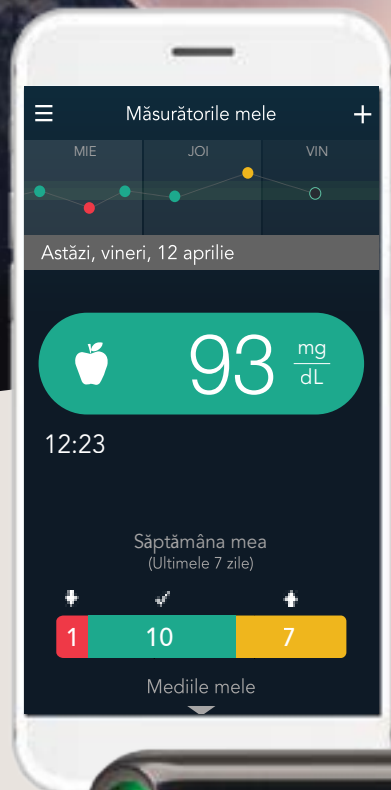 Măsurătorile mele
MIE JOI VIN
Astăzi, vineri, 12 aprilie
93 mg/dL
12:23
Săptămâna mea
(Ultimele 7 zile)
1 10 7
Mediile mele